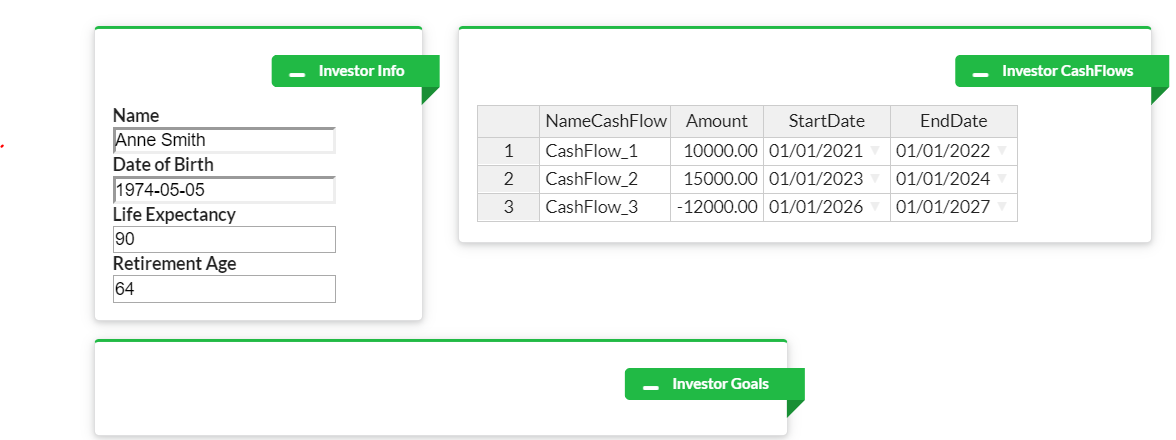 Investor Info
Name
Anne Smith
Date of Birth
1974-05-05
Life Expectancy
90
Retirement Age
64
Investor CashFlows
NameCashFlow Amount StartDate EndDate
1 CashFlow_1 10000.00 01/01/2021 01/01/2022
2 CashFlow_2 15000.00 01/01/2023 01/01/2024
3 CashFlow_3 -12000.00 01/01/2026 01/01/2027
Investor Goals